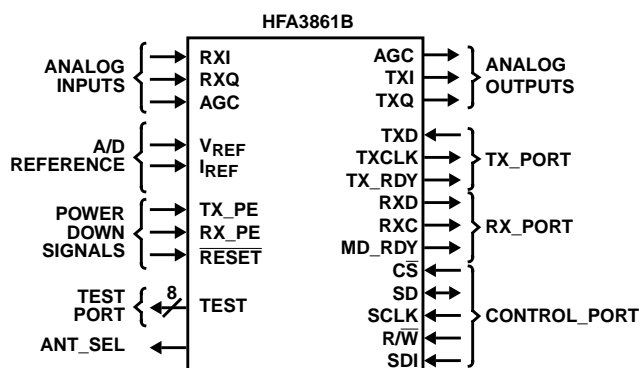 HFA3861B
ANALOG
INPUTS
RXI
RXQ
AGC
A/D
REFERENCE
VREF
IREF
POWER
DOWN
SIGNALS
TX_PE
RX_PE
RESET
TEST
PORT
8
TEST
ANT_SEL
AGC
TXI
TXQ
ANALOG
OUTPUTS
TXD
TXCLK
TX_RDY
TX_PORT
RXD
RXC
MD_RDY
RX_PORT
CS
SD
SCLK
R/W
SDI
CONTROL_PORT